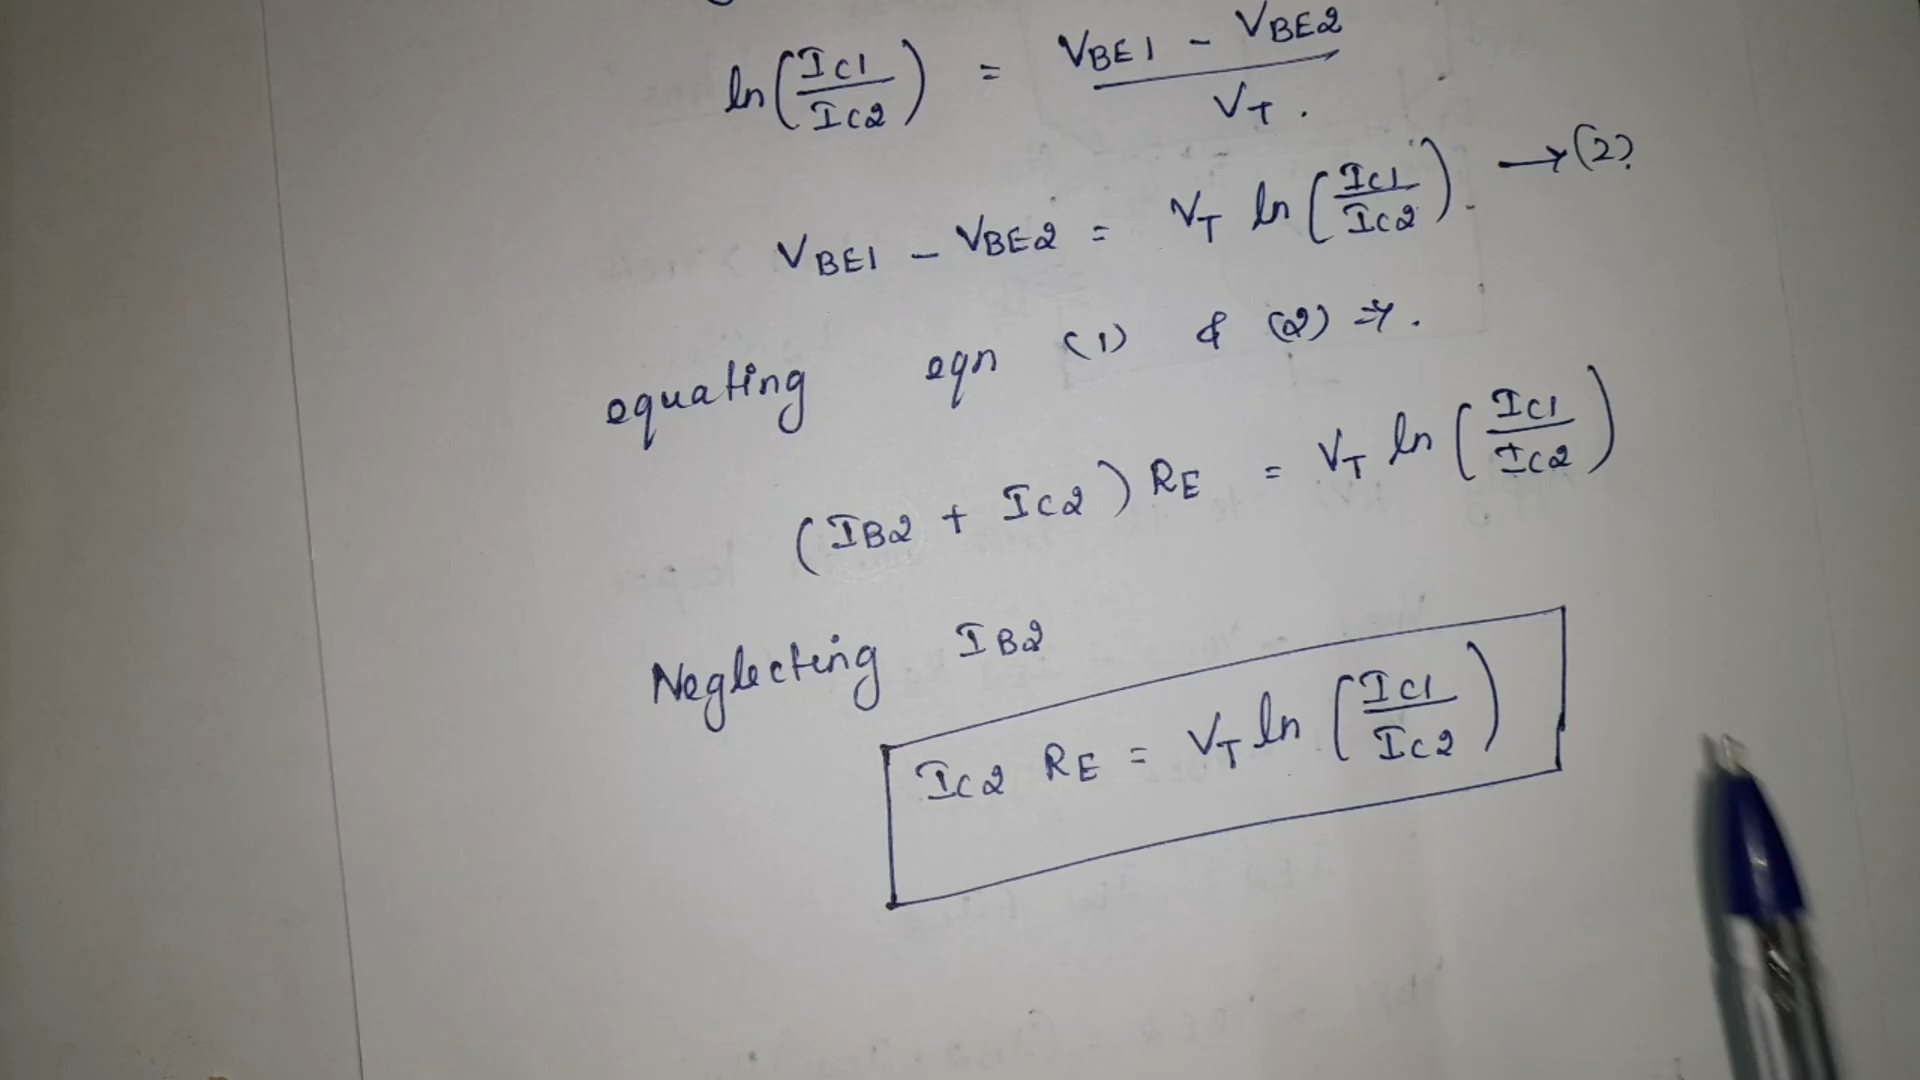 ln(IC1/IC2) = (VBE1 - VBE2)/VT.
VBE1 - VBE2 = VT ln(IC1/IC2). → (2)
equating eqn (1) & (2) ⇒.
(IB2 + IC2) RE = VT ln(IC1/IC2)
Neglecting IB2
IC2 RE = VT ln(IC1/IC2)